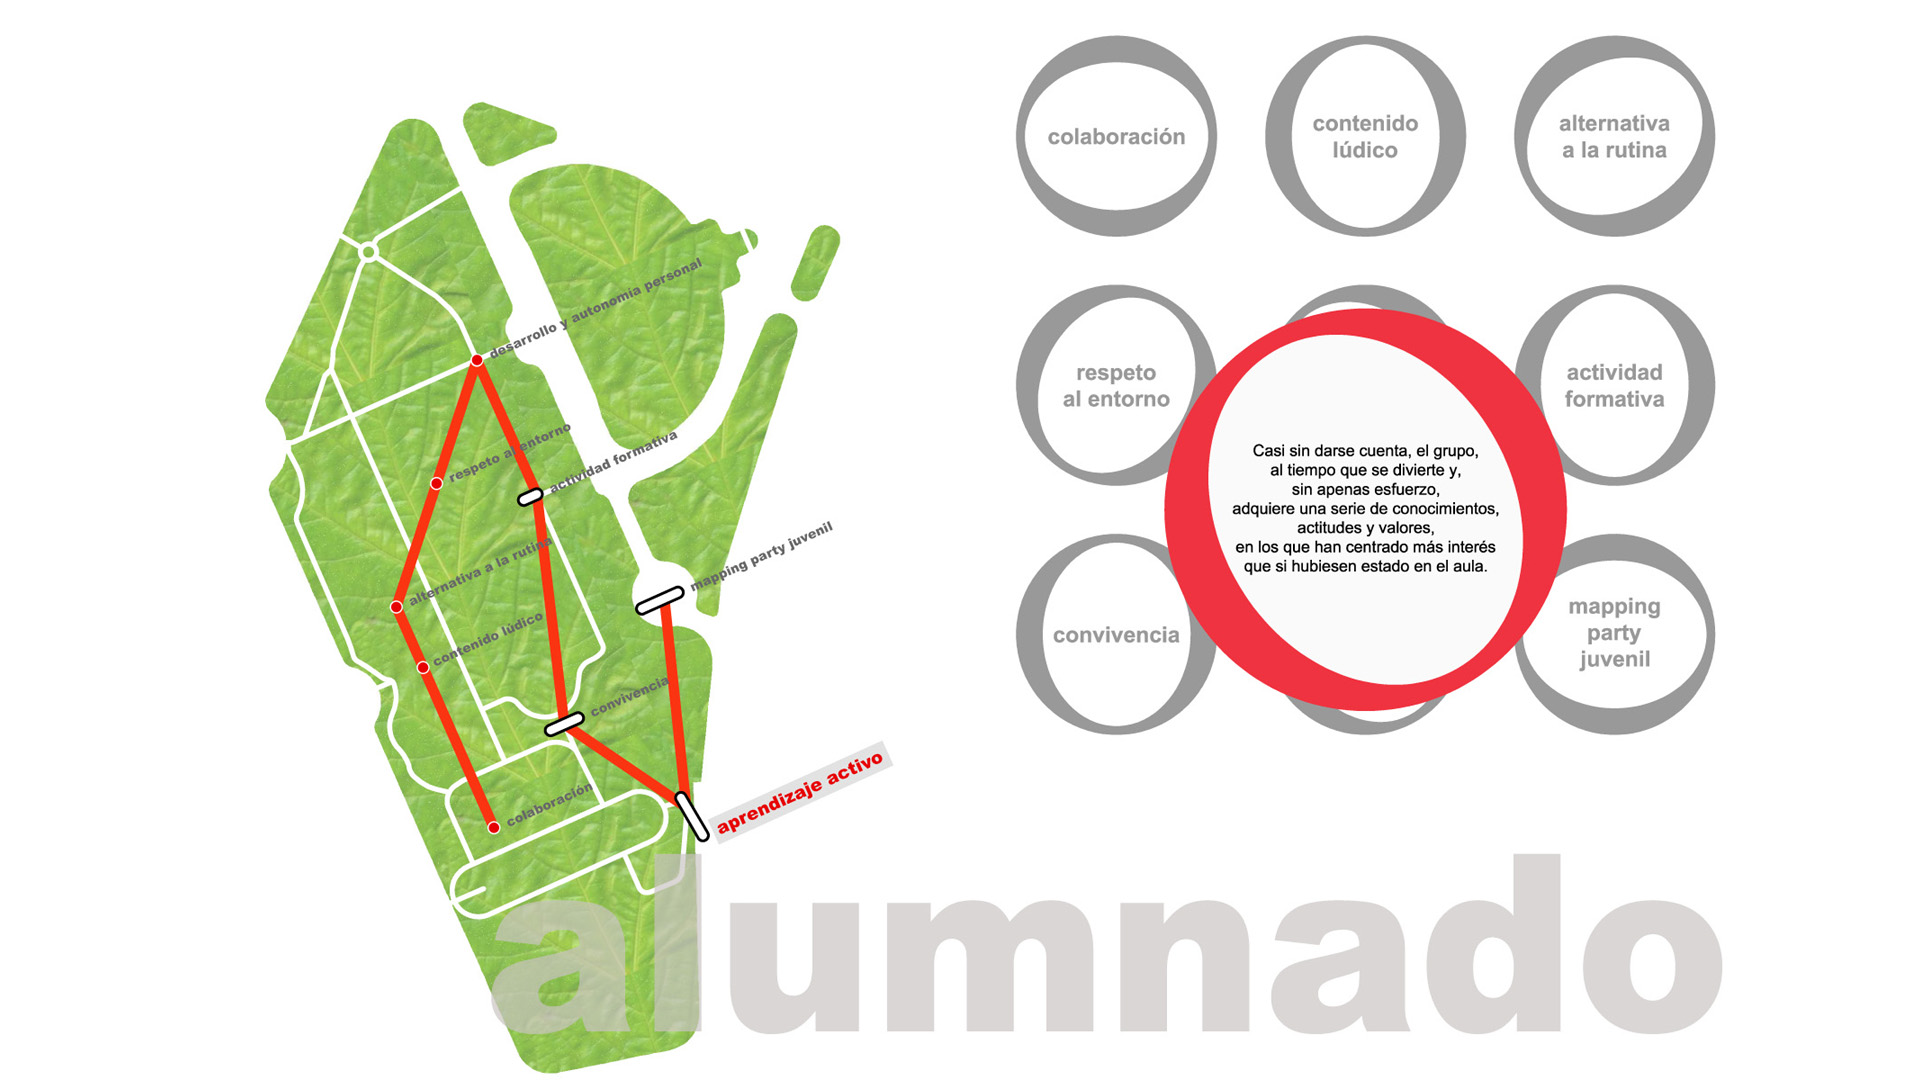 desarrollo y autonomía personal
respeto al entorno
actividad formativa
alternativa a la rutina
mapping party juvenil
contenido lúdico
convivencia
colaboración
aprendizaje activo
colaboración
contenido
lúdico
alternativa
a la rutina
respeto
al entorno
actividad
formativa
Casi sin darse cuenta, el grupo,
al tiempo que se divierte y,
sin apenas esfuerzo,
adquiere una serie de conocimientos,
actitudes y valores,
en los que han centrado más interés
que si hubiesen estado en el aula.
convivencia
mapping
party
juvenil
alumnado